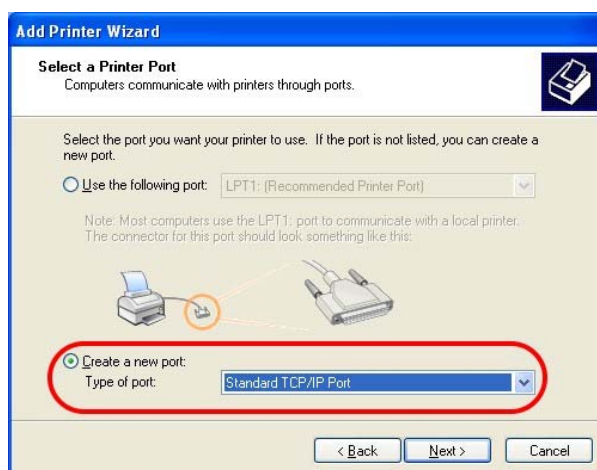 Add Printer Wizard
Select a Printer Port
Computers communicate with printers through ports.
Select the port you want your printer to use. If the port is not listed, you can create a
new port.
Use the following port: LPT1: (Recommended Printer Port)
Note: Most computers use the LPT1: port to communicate with a local printer.
The connector for this port should look something like this:
Create a new port:
Type of port: Standard TCP/IP Port
< Back Next > Cancel